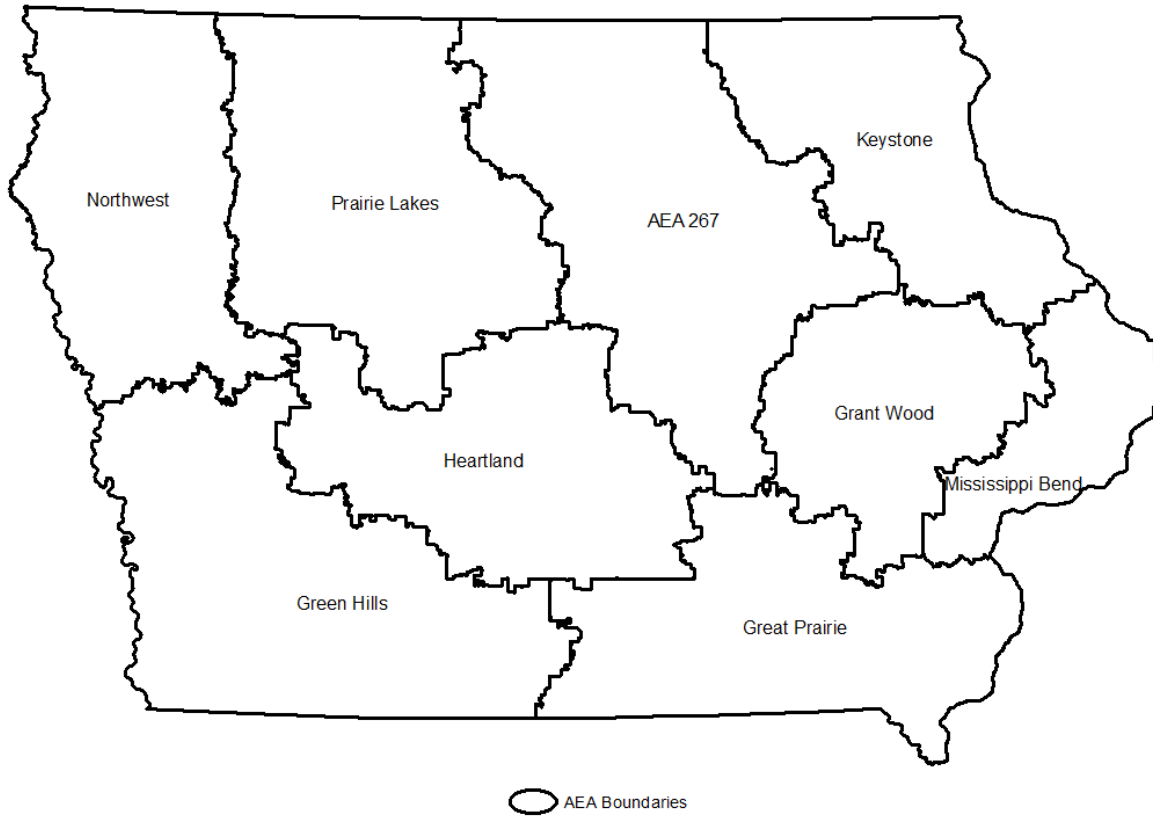 Keystone
Northwest
Prairie Lakes
AEA 267
Grant Wood
Heartland
Mississippi Bend
Green Hills
Great Prairie
AEA Boundaries